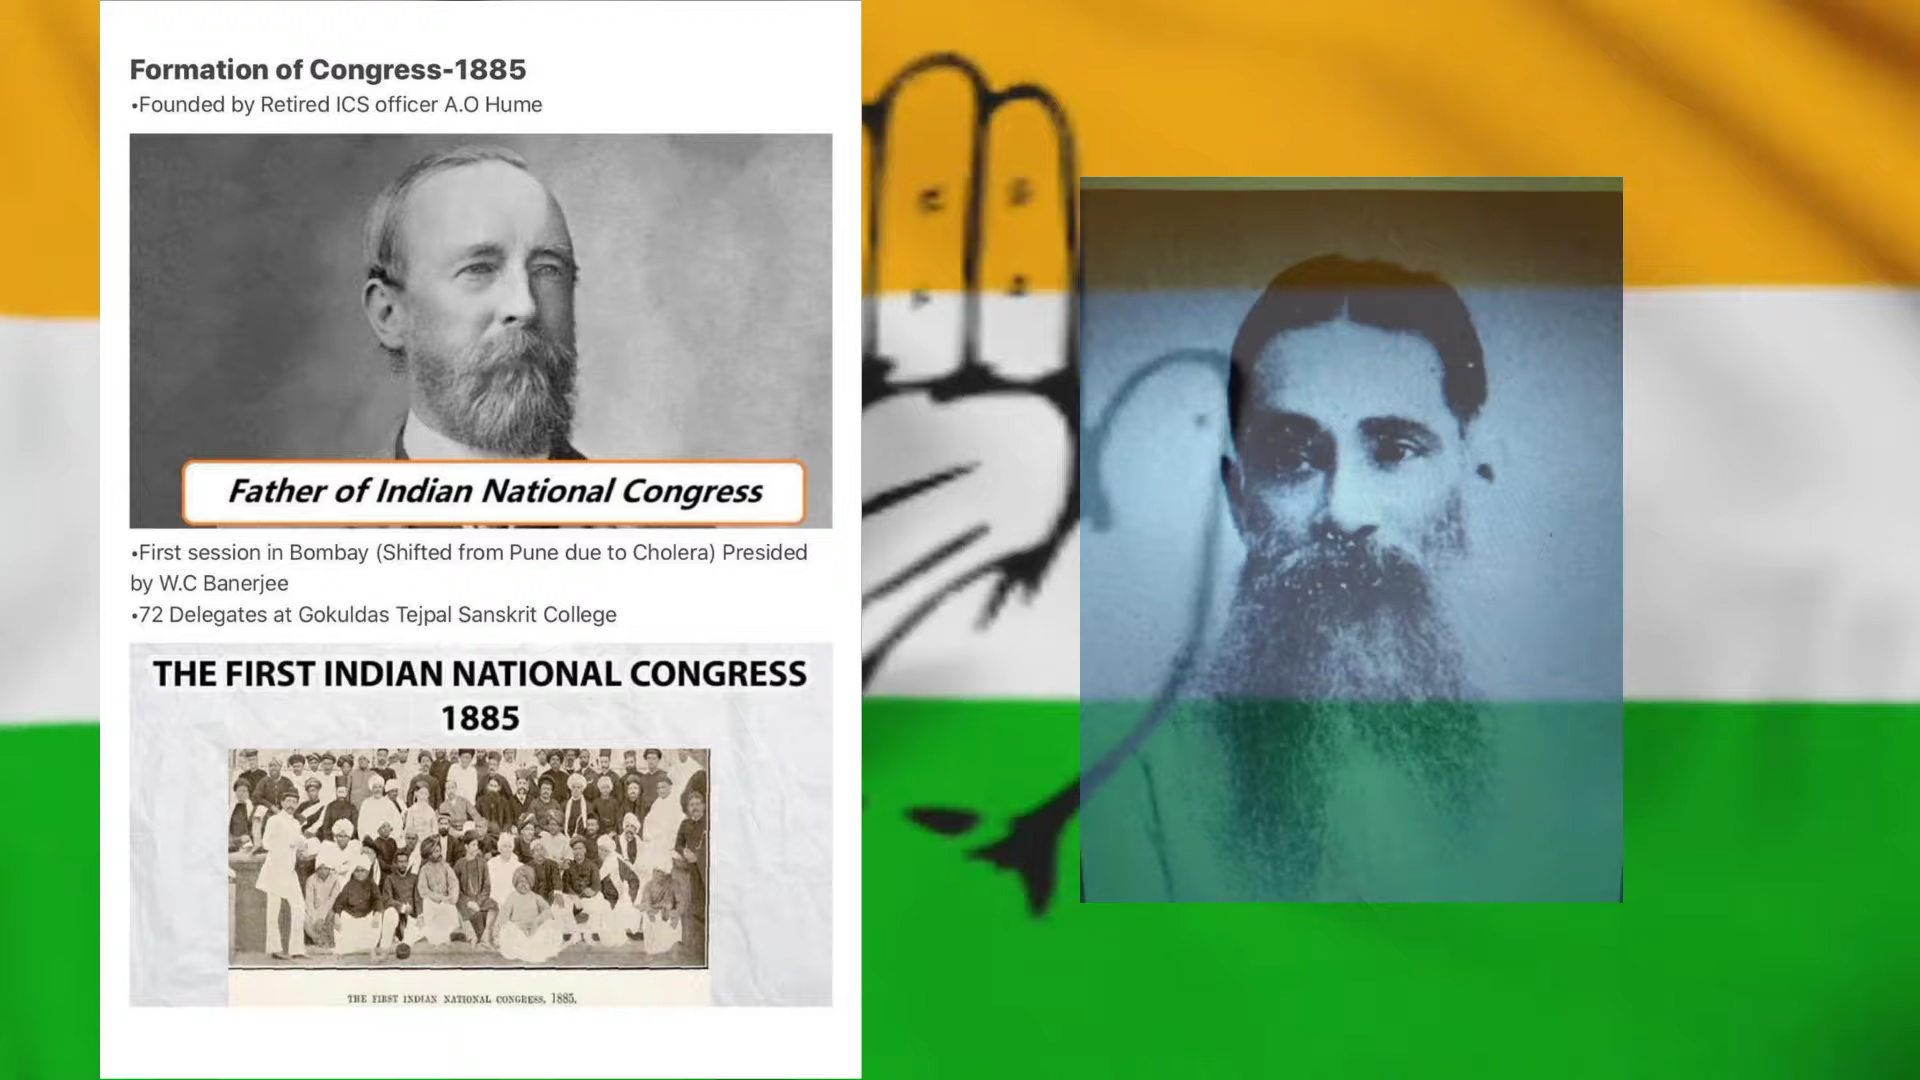 Formation of Congress-1885
•Founded by Retired ICS officer A.O Hume
Father of Indian National Congress
•First session in Bombay (Shifted from Pune due to Cholera) Presided
by W.C Banerjee
•72 Delegates at Gokuldas Tejpal Sanskrit College
THE FIRST INDIAN NATIONAL CONGRESS
1885
THE FIRST INDIAN NATIONAL CONGRESS, 1885.